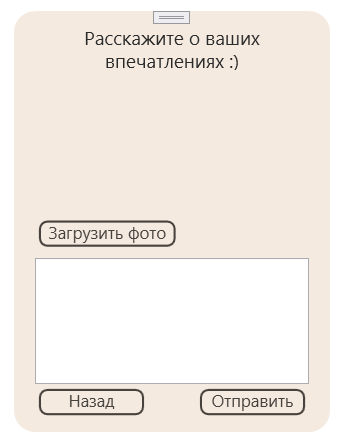 Расскажите о ваших
впечатлениях :)
Загрузить фото
Назад
Отправить